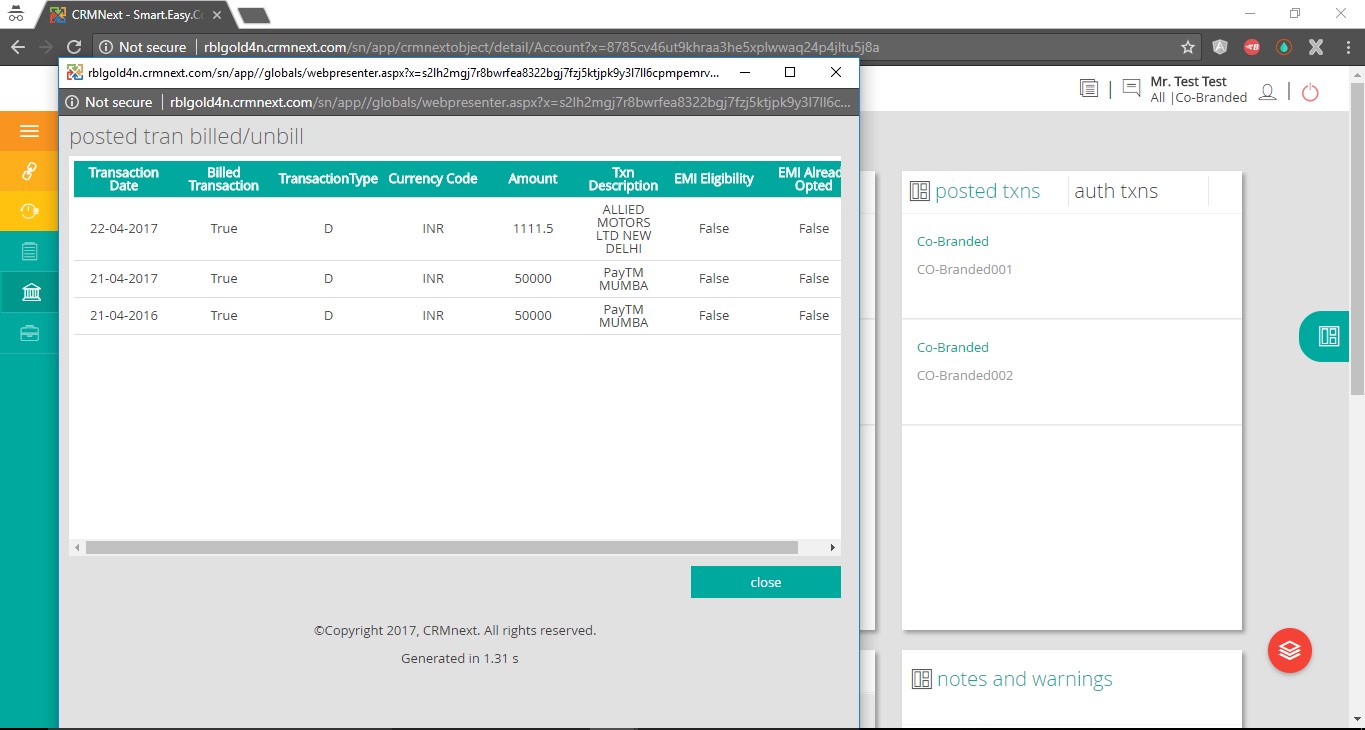 CRMNext - Smart.Easy.C
Not secure | rblgold4n.crmnext.com/sn/app/crmnextobject/detail/Account?x=8785cv46ut9khraa3he5xplwwaq24p4jltu5j8a
rblgold4n.crmnext.com/sn/app//globals/webpresenter.aspx?x=s2lh2mgj7r8bwrfea8322bgj7fzj5ktjpk9y3l7ll6cpmpemrv...
Not secure | rblgold4n.crmnext.com/sn/app//globals/webpresenter.aspx?x=s2lh2mgj7r8bwrfea8322bgj7fzj5ktjpk9y3l7ll6c...
posted tran billed/unbill
Transaction Date Billed Transaction TransactionType Currency Code Amount Txn Description EMI Eligibility EMI Alread Opted
22-04-2017 True D INR 1111.5 ALLIED MOTORS LTD NEW DELHI False False
21-04-2017 True D INR 50000 PayTM MUMBA False False
21-04-2016 True D INR 50000 PayTM MUMBA False False
close
©Copyright 2017, CRMnext. All rights reserved.
Generated in 1.31 s
Mr. Test Test
All |Co-Branded
posted txns auth txns
Co-Branded
CO-Branded001
Co-Branded
CO-Branded002
notes and warnings